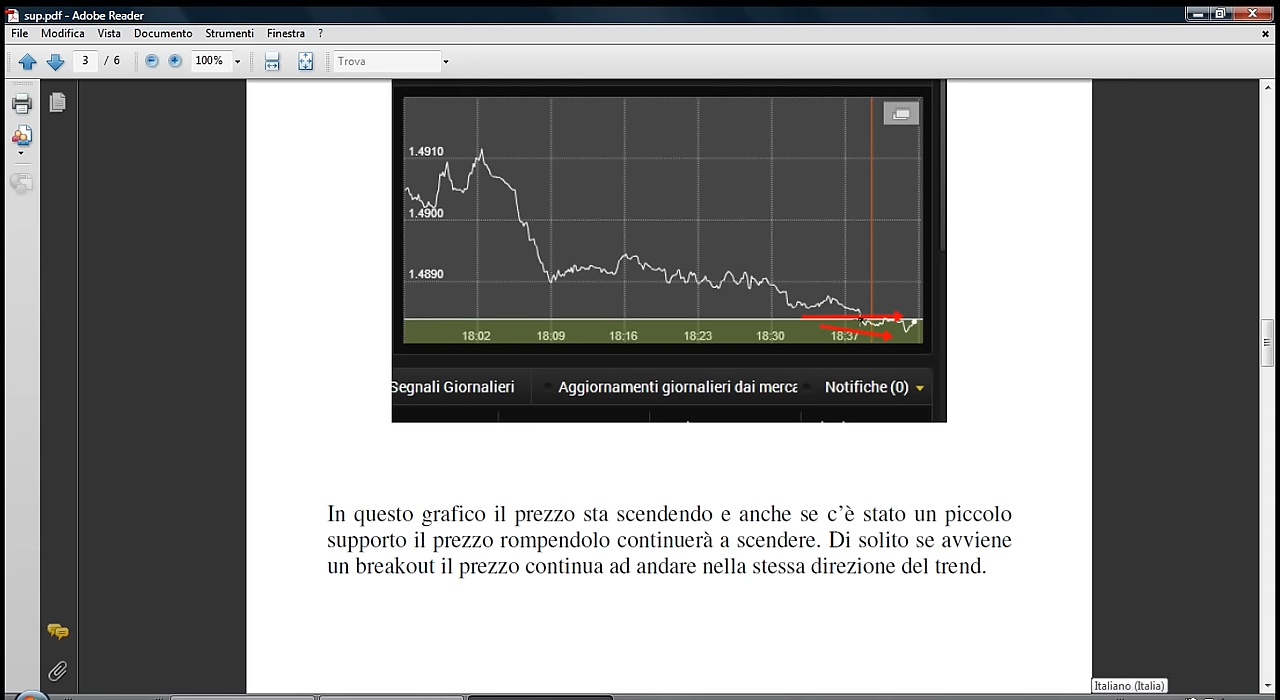 sup.pdf - Adobe Reader
File Modifica Vista Documento Strumenti Finestra ?
3 / 6 100% Trova
1.4910
1.4900
1.4890
18:02 18:09 18:16 18:23 18:30 18:37
Segnali Giornalieri Aggiornamenti giornalieri dai merca Notifiche (0)
In questo grafico il prezzo sta scendendo e anche se c'è stato un piccolo
supporto il prezzo rompendolo continuerà a scendere. Di solito se avviene
un breakout il prezzo continua ad andare nella stessa direzione del trend.
Italiano (Italia)